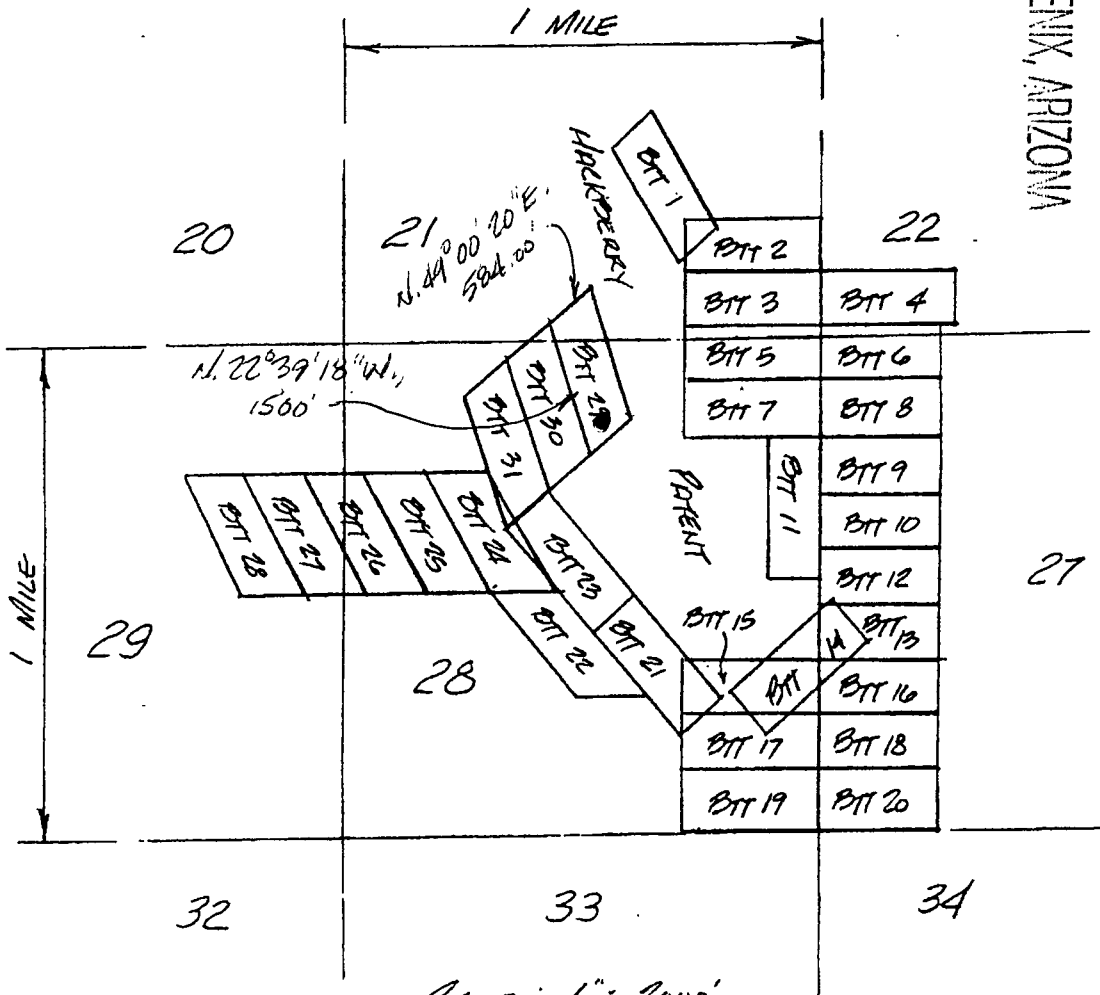 1 MILE
ENIX, ARIZONA
HACKBERRY
BTT 1
20
21
22
N. 49° 00' 20" E.
584.00'
BTT 2
BTT 3
BTT 4
N. 22° 39' 18" W.,
1500'
BTT 29
BTT 30
BTT 31
BTT 5
BTT 6
BTT 7
BTT 8
PATENT
BTT 11
BTT 9
BTT 10
BTT 28
BTT 27
BTT 26
BTT 25
BTT 24
BTT 23
BTT 12
27
1 MILE
29
28
BTT 22
BTT 21
BTT 15
BTT 14
BTT 13
BTT 16
BTT 17
BTT 18
BTT 19
BTT 20
32
33
34